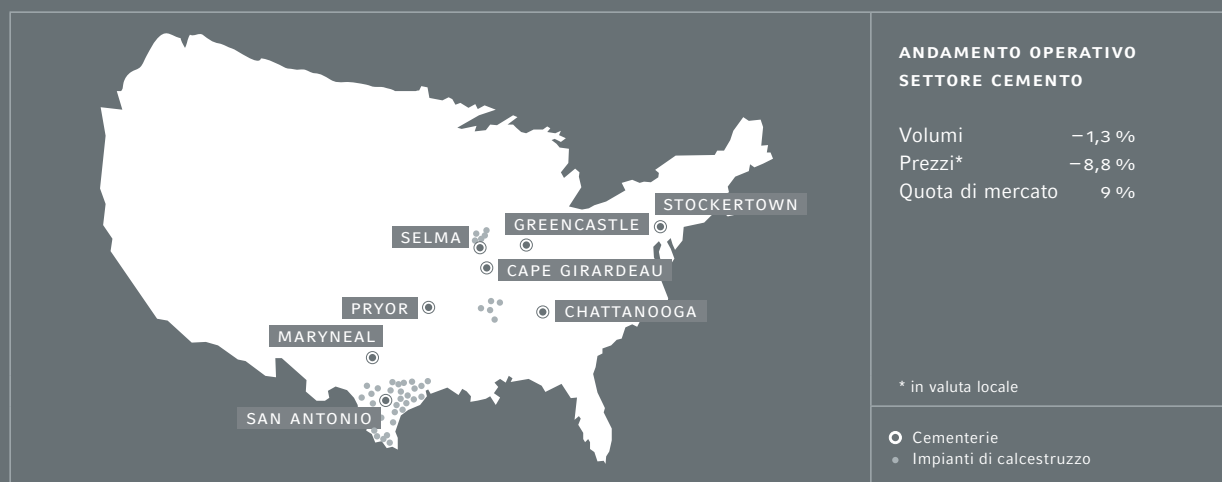 ANDAMENTO OPERATIVO
SETTORE CEMENTO
Volumi −1,3 %
Prezzi* −8,8 %
Quota di mercato 9 %
STOCKERTOWN
GREENCASTLE
SELMA
CAPE GIRARDEAU
PRYOR
CHATTANOOGA
MARYNEAL
SAN ANTONIO
* in valuta locale
Cementerie
Impianti di calcestruzzo